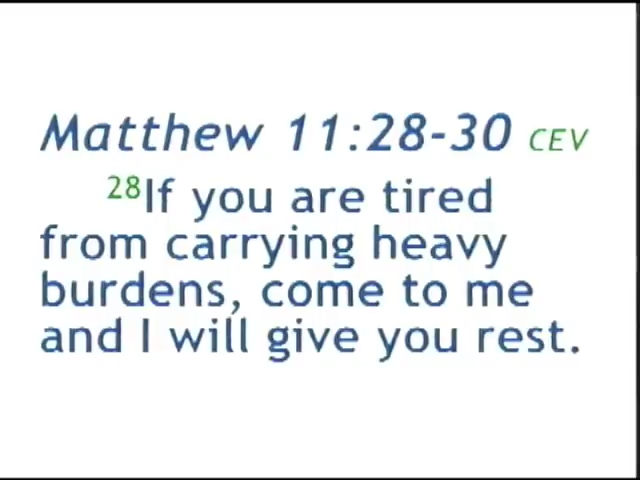 Matthew 11:28-30 CEV
28If you are tired
from carrying heavy
burdens, come to me
and I will give you rest.